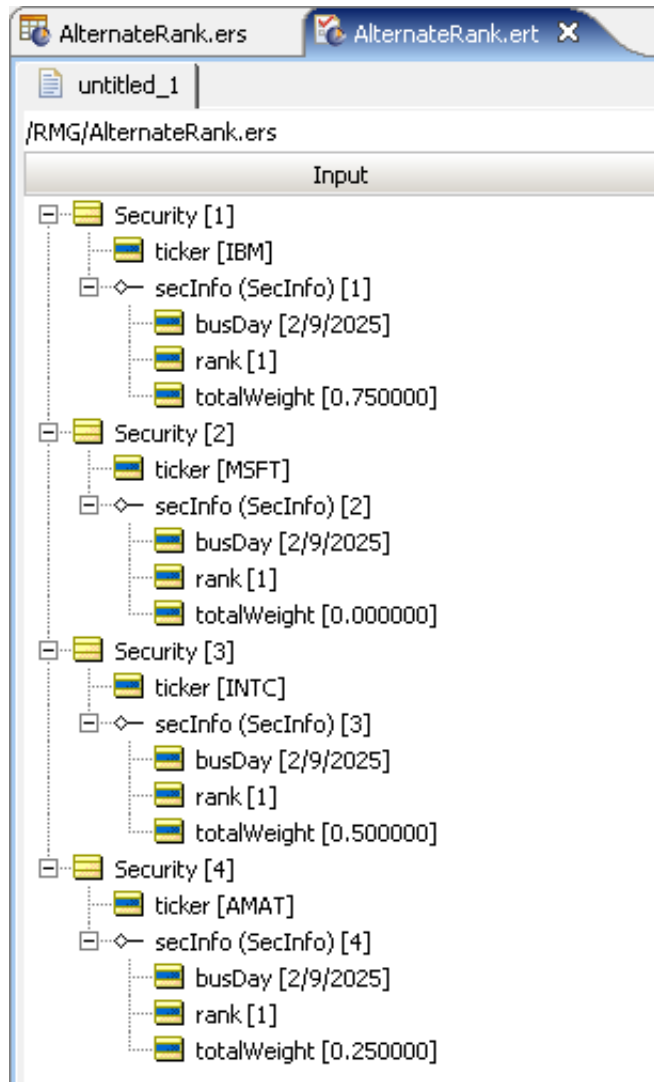 AlternateRank.ers AlternateRank.ert
untitled_1
/RMG/AlternateRank.ers
Input
Security [1]
ticker [IBM]
secInfo (SecInfo) [1]
busDay [2/9/2025]
rank [1]
totalWeight [0.750000]
Security [2]
ticker [MSFT]
secInfo (SecInfo) [2]
busDay [2/9/2025]
rank [1]
totalWeight [0.000000]
Security [3]
ticker [INTC]
secInfo (SecInfo) [3]
busDay [2/9/2025]
rank [1]
totalWeight [0.500000]
Security [4]
ticker [AMAT]
secInfo (SecInfo) [4]
busDay [2/9/2025]
rank [1]
totalWeight [0.250000]